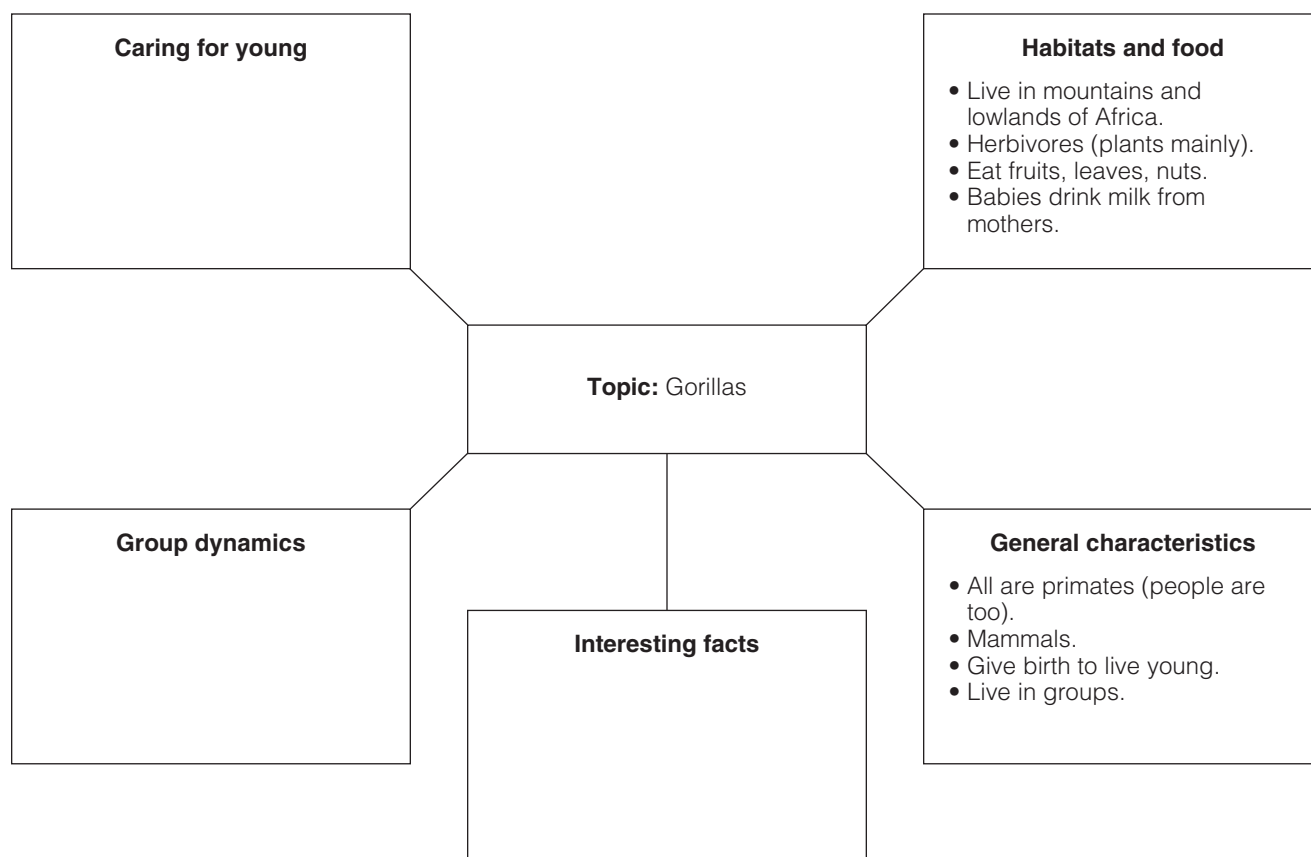 Caring for young
Habitats and food
• Live in mountains and
lowlands of Africa.
• Herbivores (plants mainly).
• Eat fruits, leaves, nuts.
• Babies drink milk from
mothers.
Topic: Gorillas
Group dynamics
General characteristics
• All are primates (people are
too).
• Mammals.
• Give birth to live young.
• Live in groups.
Interesting facts